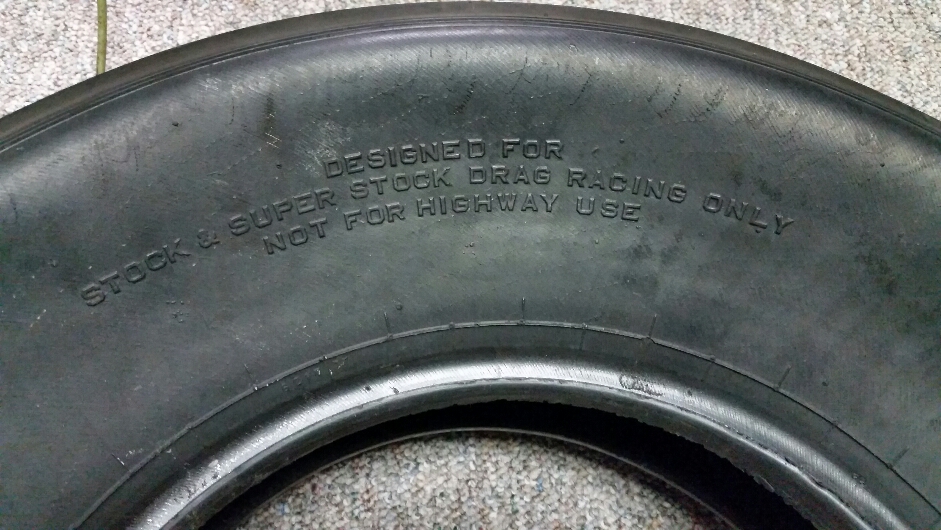 DESIGNED FOR
STOCK & SUPER STOCK DRAG RACING ONLY
NOT FOR HIGHWAY USE